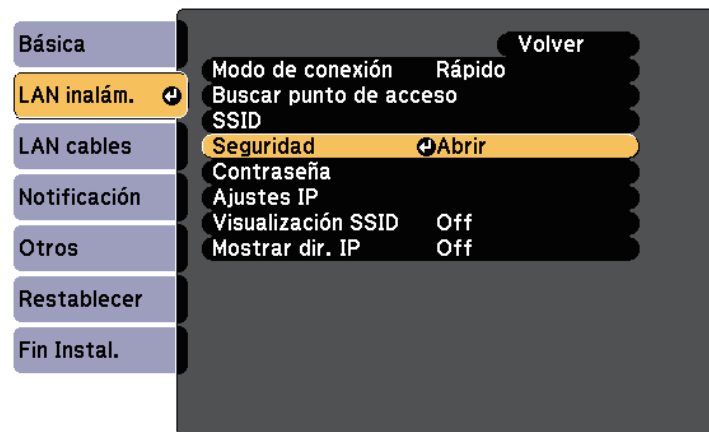 Básica
LAN inalám.
LAN cables
Notificación
Otros
Restablecer
Fin Instal.
Volver
Modo de conexión Rápido
Buscar punto de acceso
SSID
Seguridad Abrir
Contraseña
Ajustes IP
Visualización SSID Off
Mostrar dir. IP Off